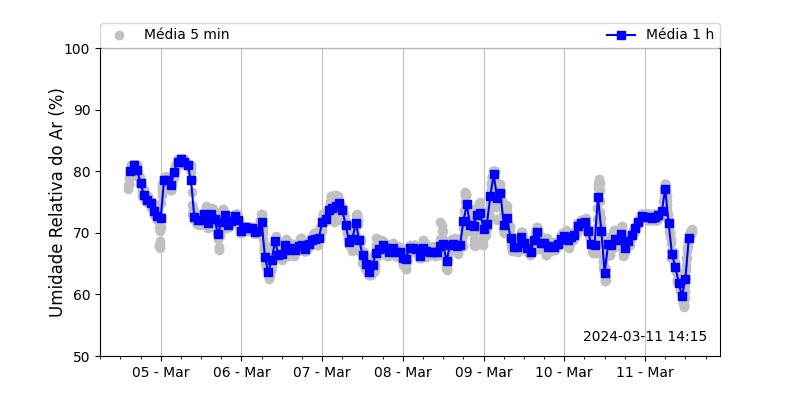 Média 5 min
Média 1 h
100
90
80
70
60
50
Umidade Relativa do Ar (%)
2024-03-11 14:15
05 - Mar
06 - Mar
07 - Mar
08 - Mar
09 - Mar
10 - Mar
11 - Mar